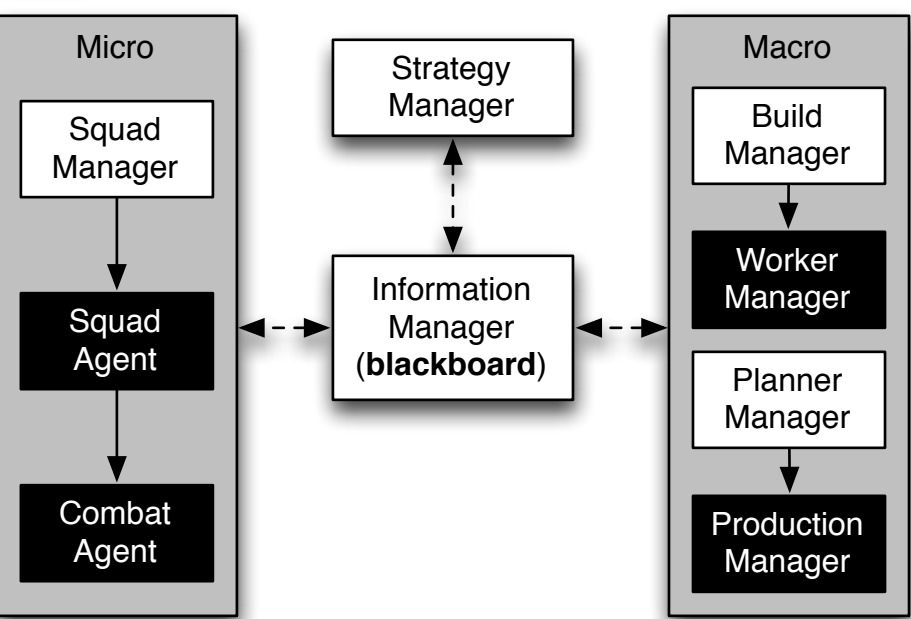 Micro
Squad
Manager
Squad
Agent
Combat
Agent
Strategy
Manager
Information
Manager
(blackboard)
Macro
Build
Manager
Worker
Manager
Planner
Manager
Production
Manager